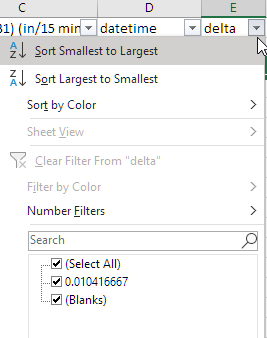 C D E
31) (in/15 min datetime delta
Sort Smallest to Largest
Sort Largest to Smallest
Sort by Color
Sheet View
Clear Filter From "delta"
Filter by Color
Number Filters
Search
(Select All)
0.010416667
(Blanks)